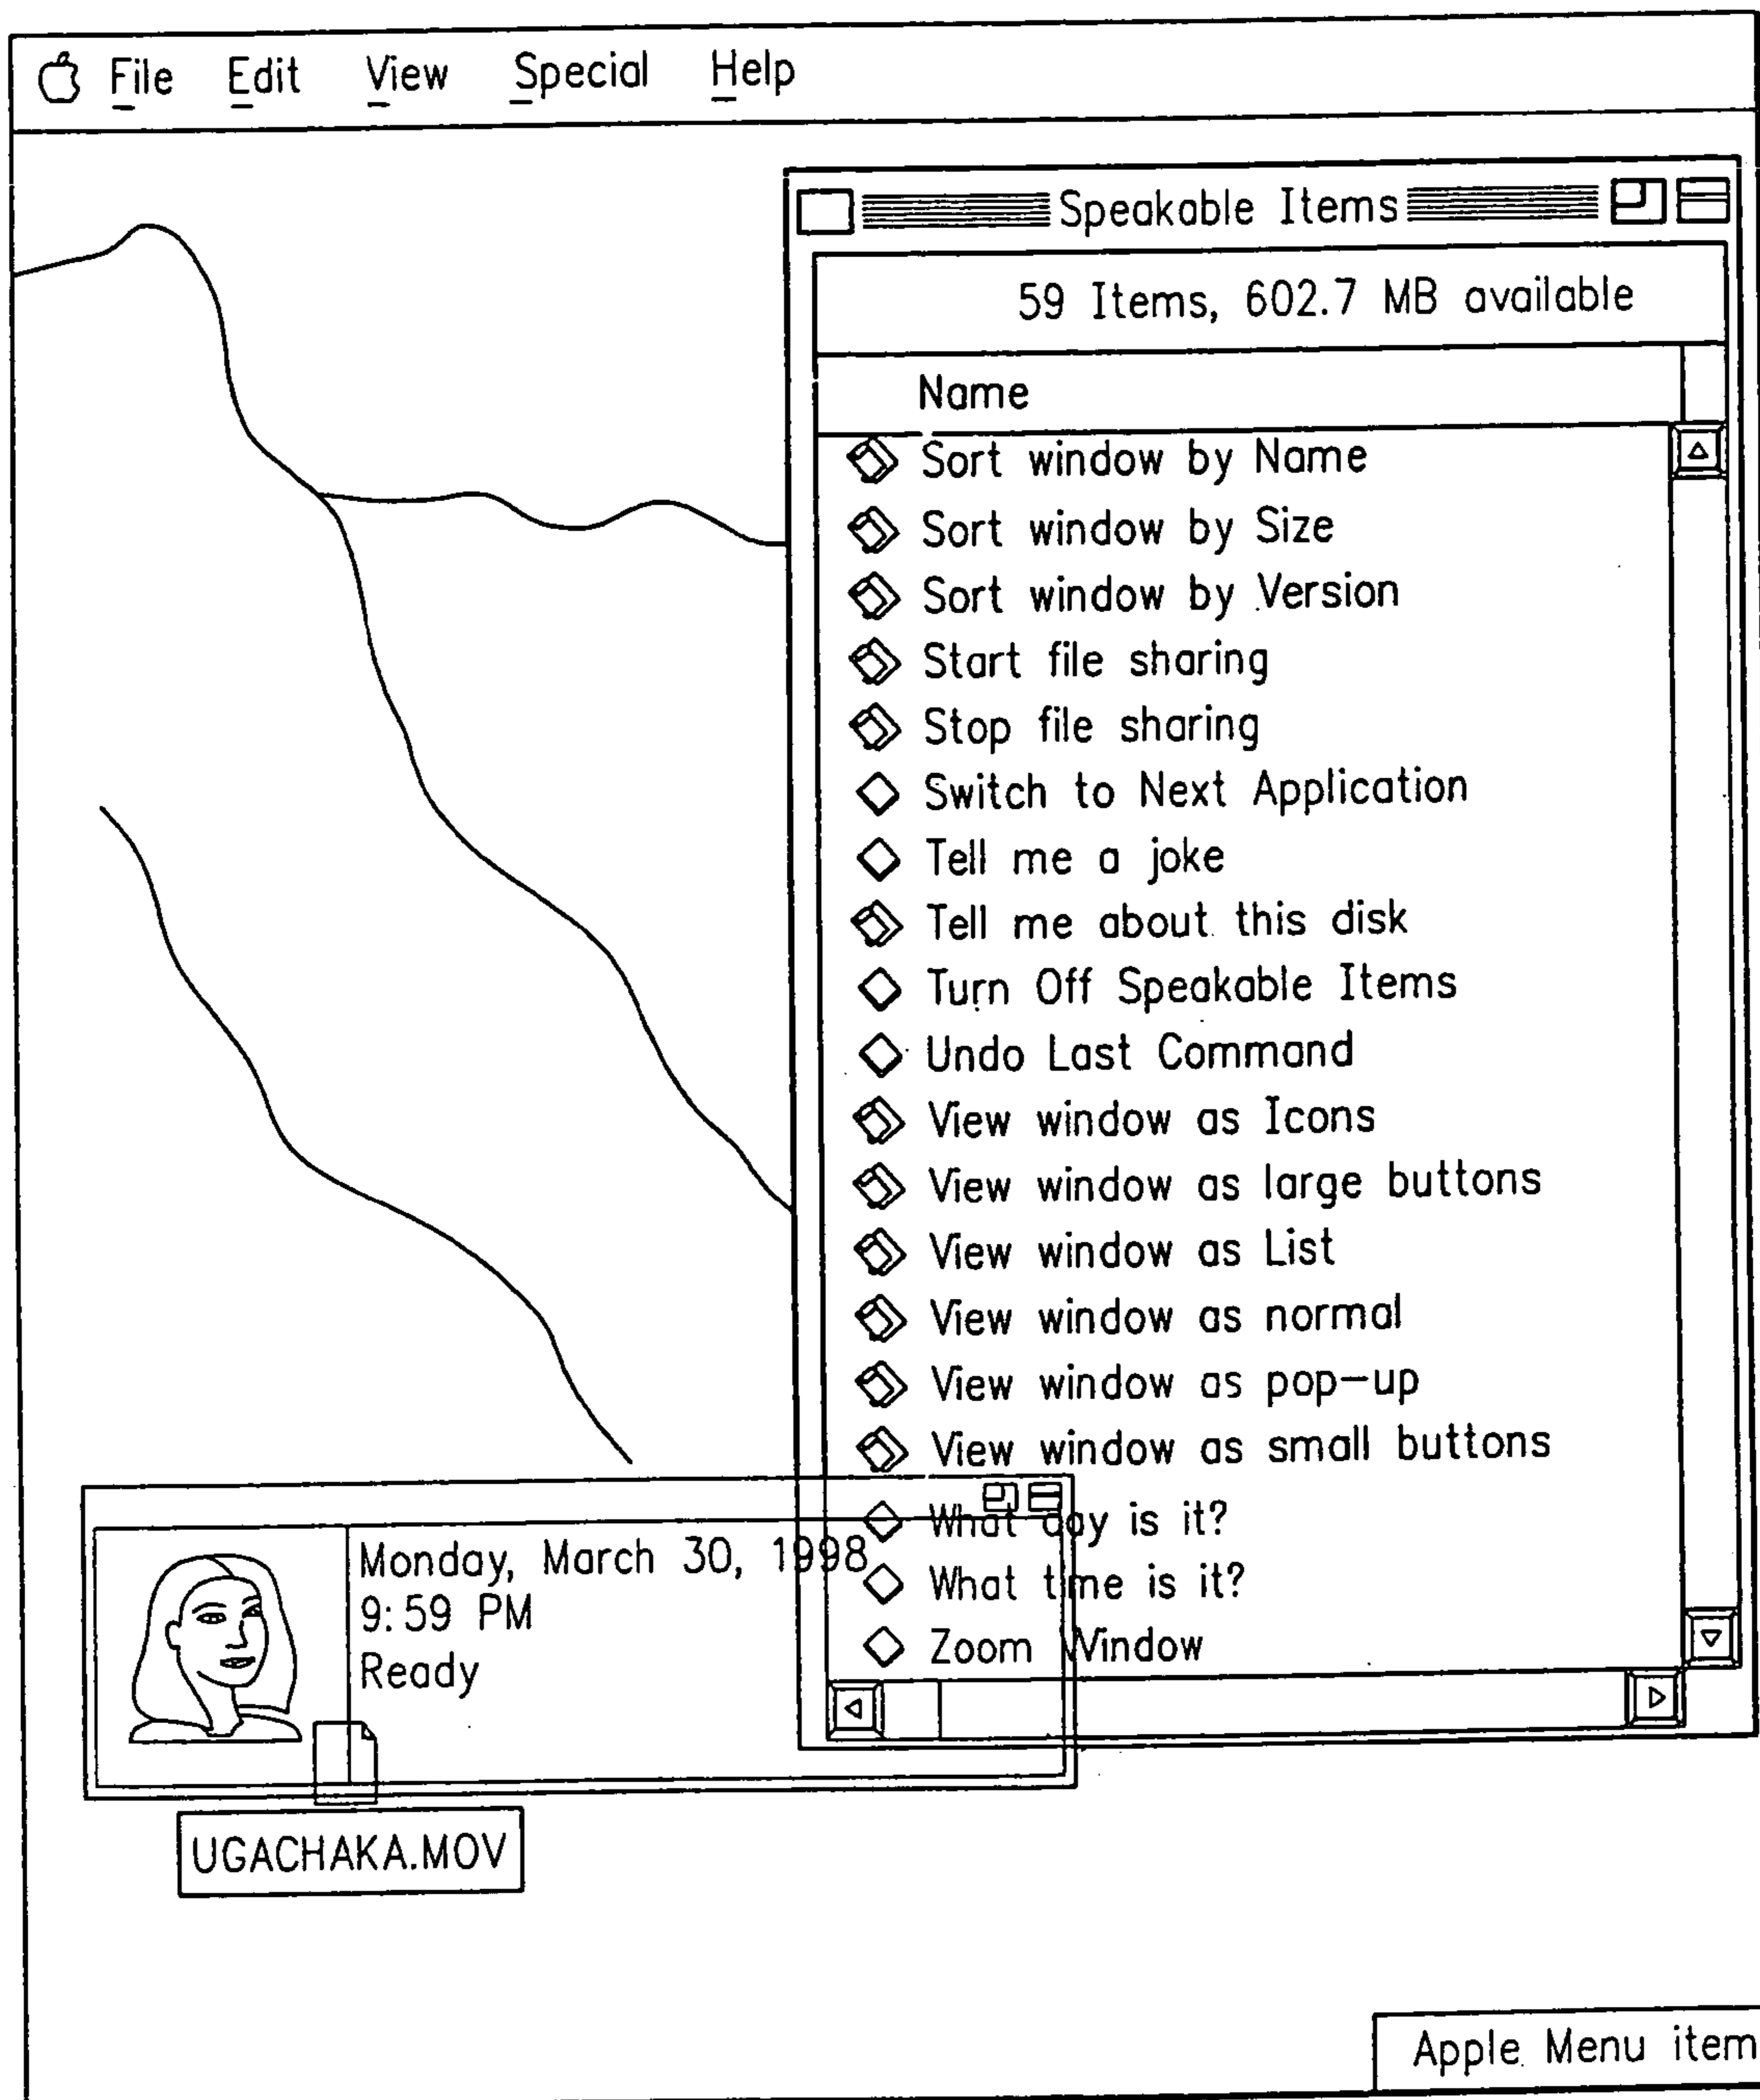 File Edit View Special Help
Speakable Items
59 Items, 602.7 MB available
Name
Sort window by Name
Sort window by Size
Sort window by Version
Start file sharing
Stop file sharing
Switch to Next Application
Tell me a joke
Tell me about this disk
Turn Off Speakable Items
Undo Last Command
View window as Icons
View window as large buttons
View window as List
View window as normal
View window as pop-up
View window as small buttons
What day is it?
What time is it?
Zoom Window
Monday, March 30, 1998
9:59 PM
Ready
UGACHAKA.MOV
Apple Menu item